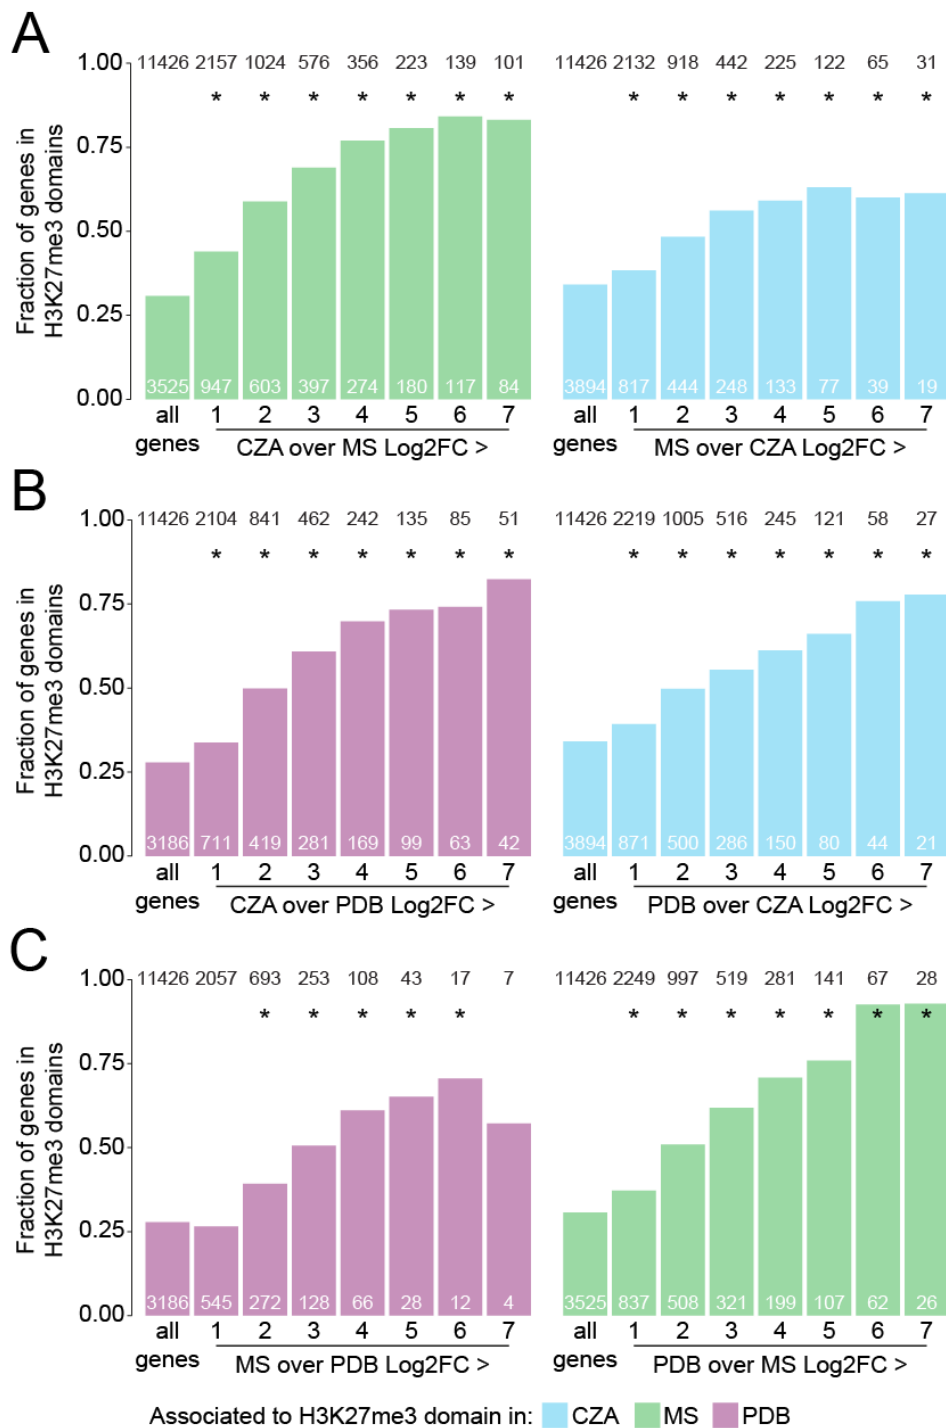 A
1.00 11426 2157 1024 576 356 223 139 101 11426 2132 918 442 225 122 65 31
* * * * * * * * * * * * * *
0.75
Fraction of genes in
H3K27me3 domains
0.50
0.25
0.00 3525 947 603 397 274 180 117 84 3894 817 444 248 133 77 39 19
all 1 2 3 4 5 6 7 all 1 2 3 4 5 6 7
genes CZA over MS Log2FC > genes MS over CZA Log2FC >
B
1.00 11426 2104 841 462 242 135 85 51 11426 2219 1005 516 245 121 58 27
* * * * * * * * * * * * * *
0.75
Fraction of genes in
H3K27me3 domains
0.50
0.25
0.00 3186 711 419 281 169 99 63 42 3894 871 500 286 150 80 44 21
all 1 2 3 4 5 6 7 all 1 2 3 4 5 6 7
genes CZA over PDB Log2FC > genes PDB over CZA Log2FC >
C
1.00 11426 2057 693 253 108 43 17 7 11426 2249 997 519 281 141 67 28
* * * * * * * * * * * *
0.75
Fraction of genes in
H3K27me3 domains
0.50
0.25
0.00 3186 545 272 128 66 28 12 4 3525 837 508 321 199 107 62 26
all 1 2 3 4 5 6 7 all 1 2 3 4 5 6 7
genes MS over PDB Log2FC > genes PDB over MS Log2FC >
Associated to H3K27me3 domain in: CZA MS PDB